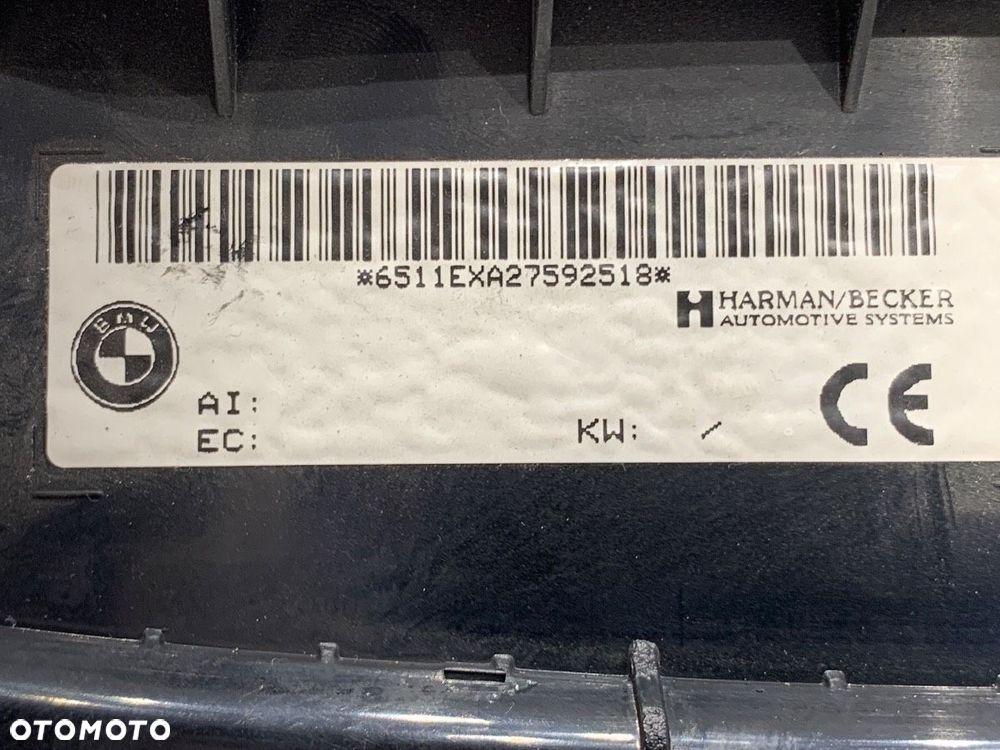 *6511EXA27592518*
HARMAN/BECKER
AUTOMOTIVE SYSTEMS
BMW
AI:
EC:
KW: /
CE
OTOMOTO